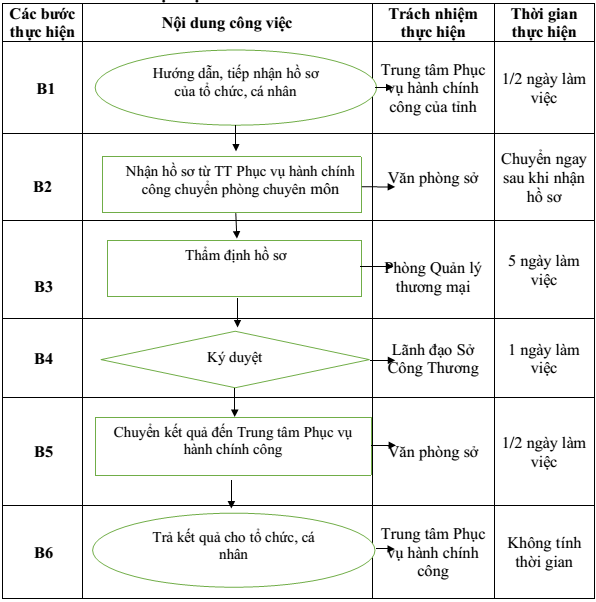 Các bước
thực hiện
Nội dung công việc
Trách nhiệm
thực hiện
Thời gian
thực hiện
B1
Hướng dẫn, tiếp nhận hồ sơ
của tổ chức, cá nhân
Trung tâm Phục
vụ hành chính
công của tỉnh
1/2 ngày làm
việc
B2
Nhận hồ sơ từ TT Phục vụ hành chính
công chuyển phòng chuyên môn
Văn phòng sở
Chuyển ngay
sau khi nhận
hồ sơ
B3
Thẩm định hồ sơ
Phòng Quản lý
thương mại
5 ngày làm
việc
B4
Ký duyệt
Lãnh đạo Sở
Công Thương
1 ngày làm
việc
B5
Chuyển kết quả đến Trung tâm Phục vụ
hành chính công
Văn phòng sở
1/2 ngày làm
việc
B6
Trả kết quả cho tổ chức, cá
nhân
Trung tâm Phục
vụ hành chính
công
Không tính
thời gian